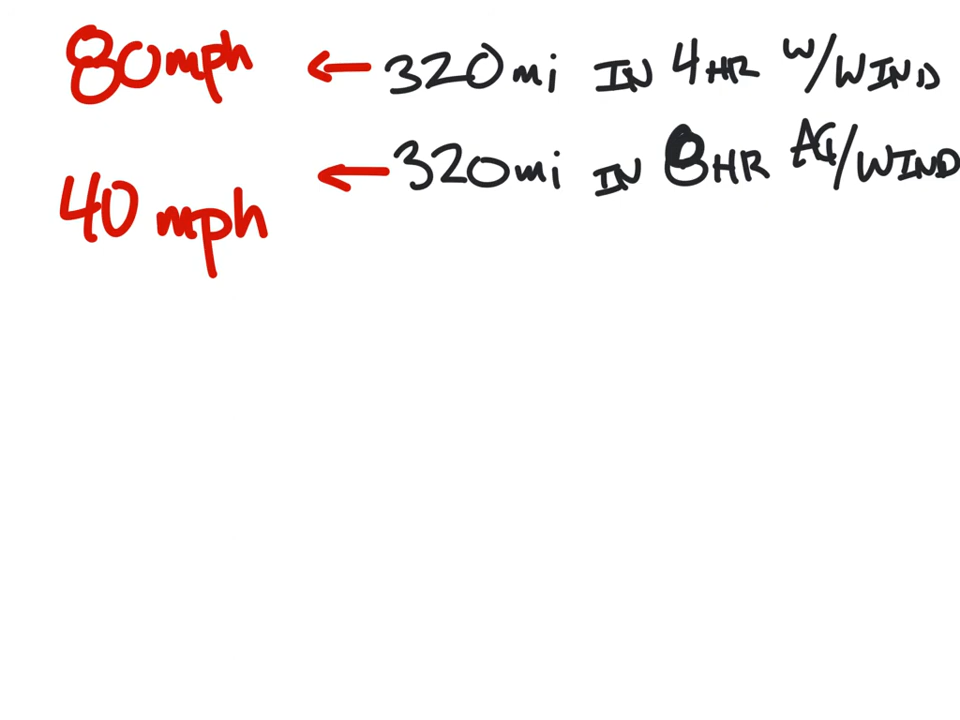 80mph ← 320mi IN 4HR W/WIND
40 mph ← 320mi IN 8HR AG/WIND